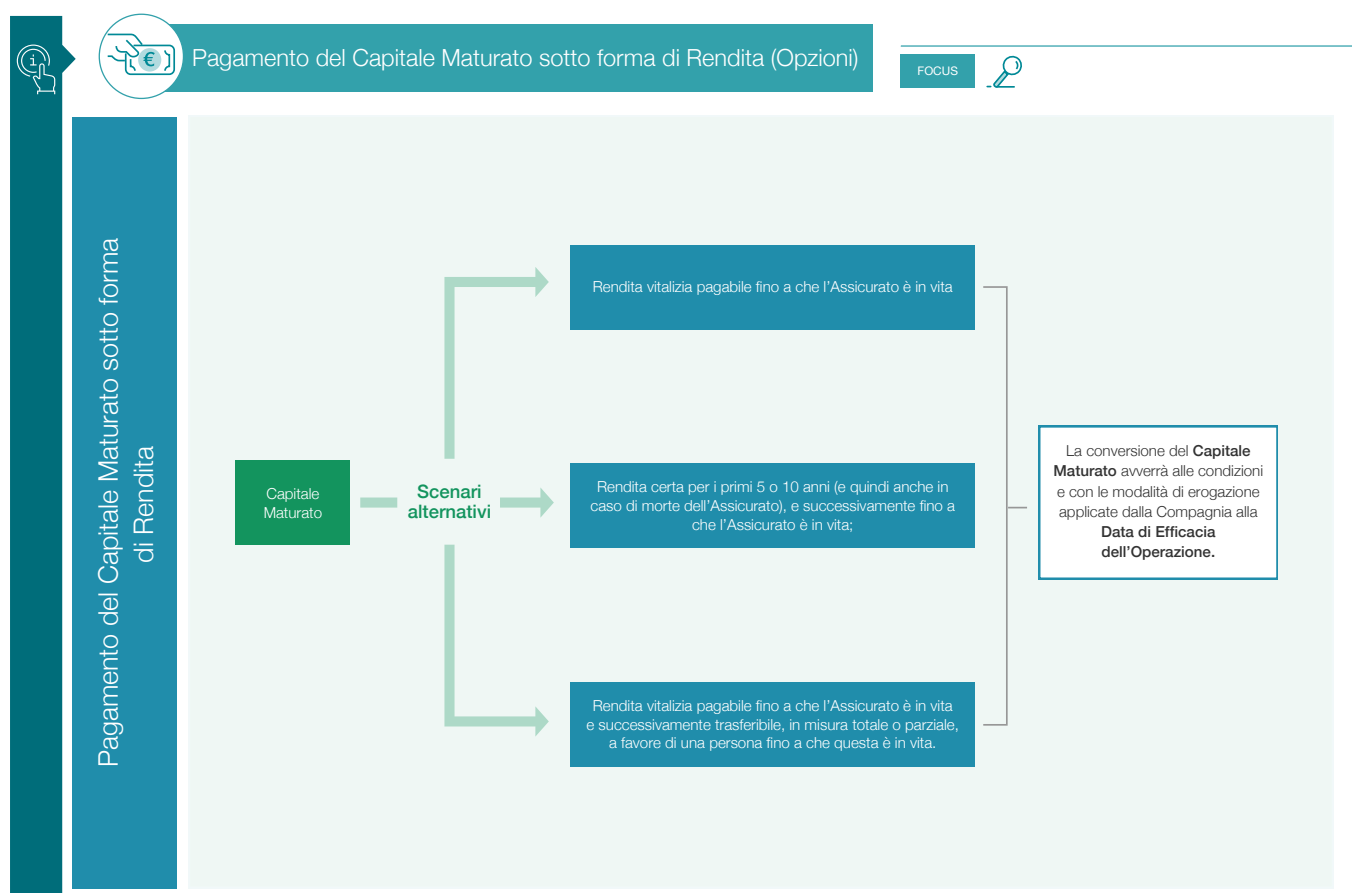 Pagamento del Capitale Maturato sotto forma di Rendita (Opzioni)
FOCUS
Pagamento del Capitale Maturato sotto forma
di Rendita
Capitale
Maturato
Scenari
alternativi
Rendita vitalizia pagabile fino a che l’Assicurato è in vita
Rendita certa per i primi 5 o 10 anni (e quindi anche in
caso di morte dell’Assicurato), e successivamente fino a
che l’Assicurato è in vita;
Rendita vitalizia pagabile fino a che l’Assicurato è in vita
e successivamente trasferibile, in misura totale o parziale,
a favore di una persona fino a che questa è in vita.
La conversione del Capitale
Maturato avverrà alle condizioni
e con le modalità di erogazione
applicate dalla Compagnia alla
Data di Efficacia
dell’Operazione.